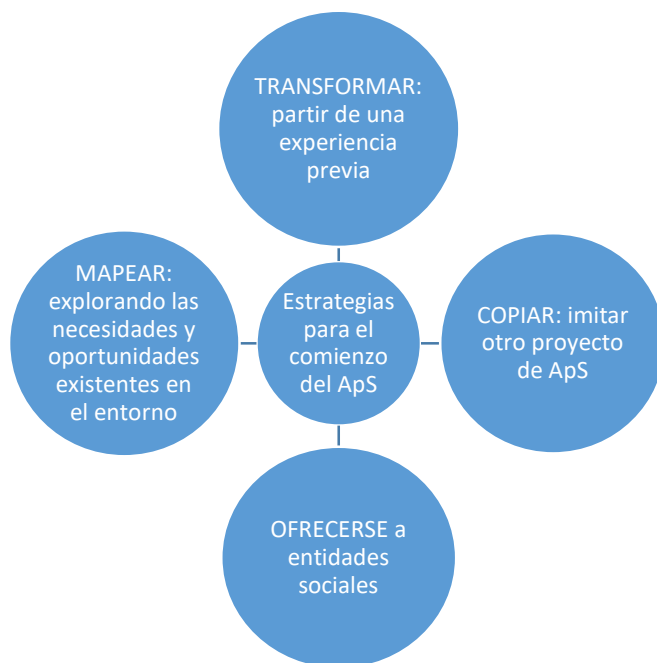 TRANSFORMAR:
partir de una
experiencia
previa
MAPEAR:
explorando las
necesidades y
oportunidades
existentes en
el entorno
Estrategias
para el
comienzo
del ApS
COPIAR: imitar
otro proyecto
de ApS
OFRECERSE a
entidades
sociales